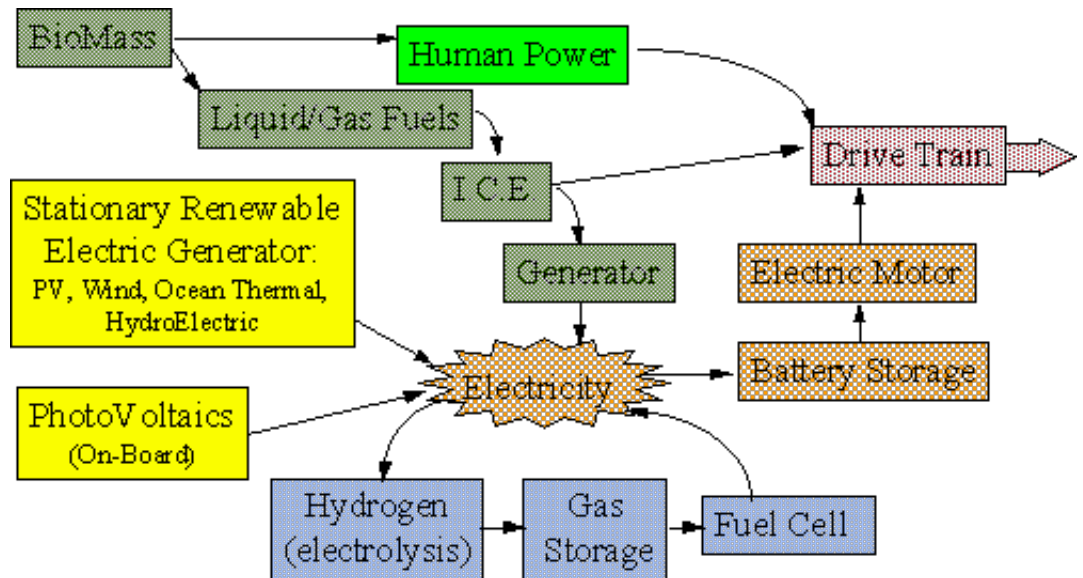 BioMass
Human Power
Liquid/Gas Fuels
Drive Train
I.C.E
Stationary Renewable
Electric Generator:
PV, Wind, Ocean Thermal,
HydroElectric
Generator
Electric Motor
Electricity
Battery Storage
PhotoVoltaics
(On-Board)
Hydrogen
(electrolysis)
Gas
Storage
Fuel Cell